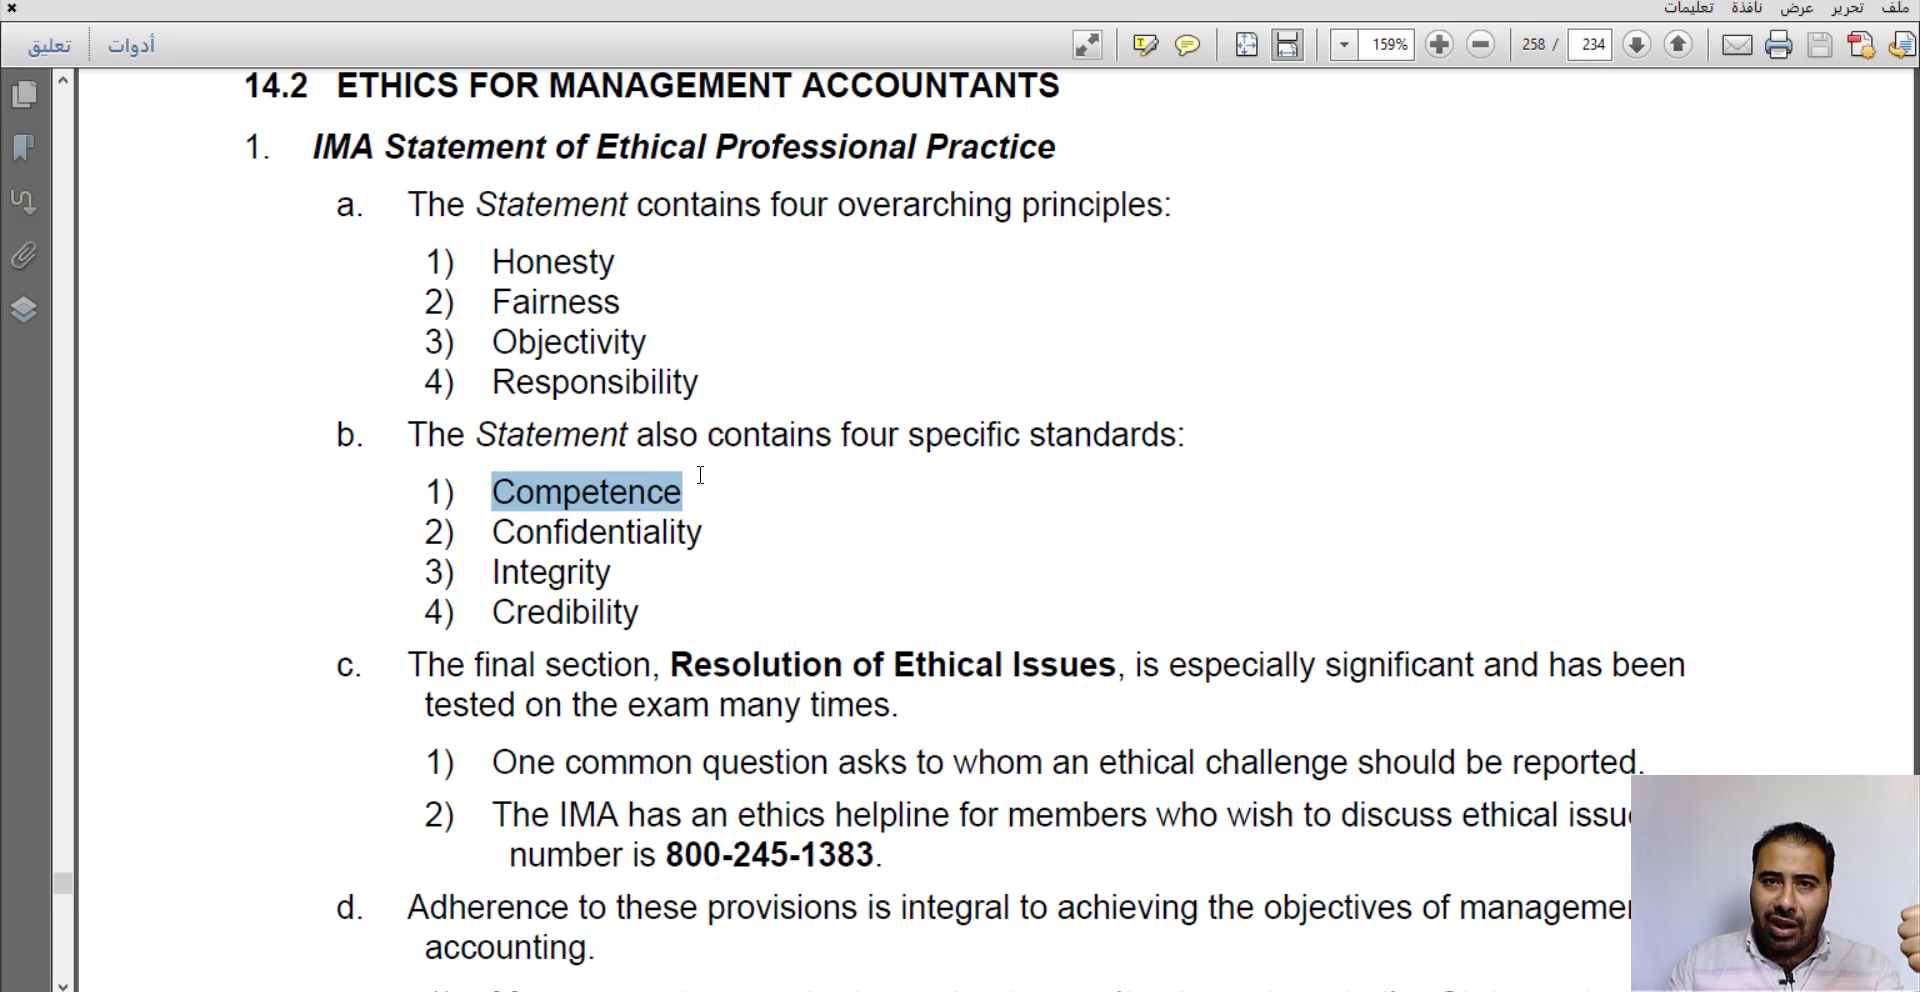 ملف تحرير عرض نافذة تعليمات
تعليق أدوات 159% 258 / 234
14.2 ETHICS FOR MANAGEMENT ACCOUNTANTS
1. IMA Statement of Ethical Professional Practice
a. The Statement contains four overarching principles:
1) Honesty
2) Fairness
3) Objectivity
4) Responsibility
b. The Statement also contains four specific standards:
1) Competence
2) Confidentiality
3) Integrity
4) Credibility
c. The final section, Resolution of Ethical Issues, is especially significant and has been
tested on the exam many times.
1) One common question asks to whom an ethical challenge should be reported.
2) The IMA has an ethics helpline for members who wish to discuss ethical
number is 800-245-1383.
d. Adherence to these provisions is integral to achieving the objectives of
accounting.